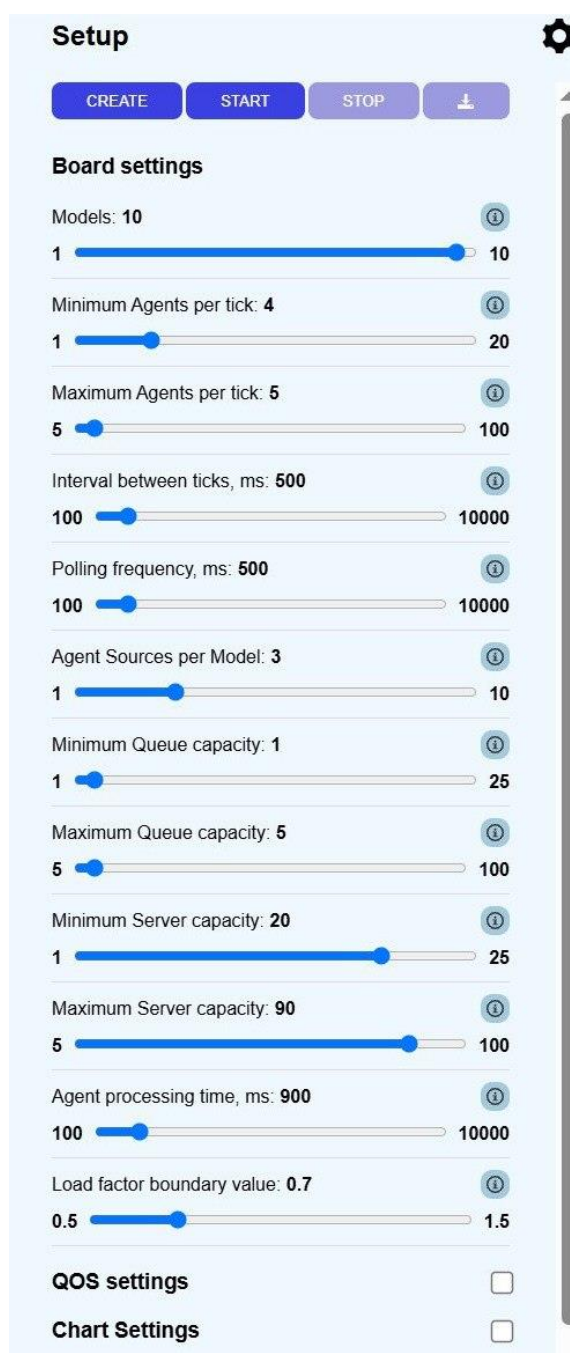 Setup
CREATE START STOP
Board settings
Models: 10
1 10
Minimum Agents per tick: 4
1 20
Maximum Agents per tick: 5
5 100
Interval between ticks, ms: 500
100 10000
Polling frequency, ms: 500
100 10000
Agent Sources per Model: 3
1 10
Minimum Queue capacity: 1
1 25
Maximum Queue capacity: 5
5 100
Minimum Server capacity: 20
1 25
Maximum Server capacity: 90
5 100
Agent processing time, ms: 900
100 10000
Load factor boundary value: 0.7
0.5 1.5
QOS settings
Chart Settings